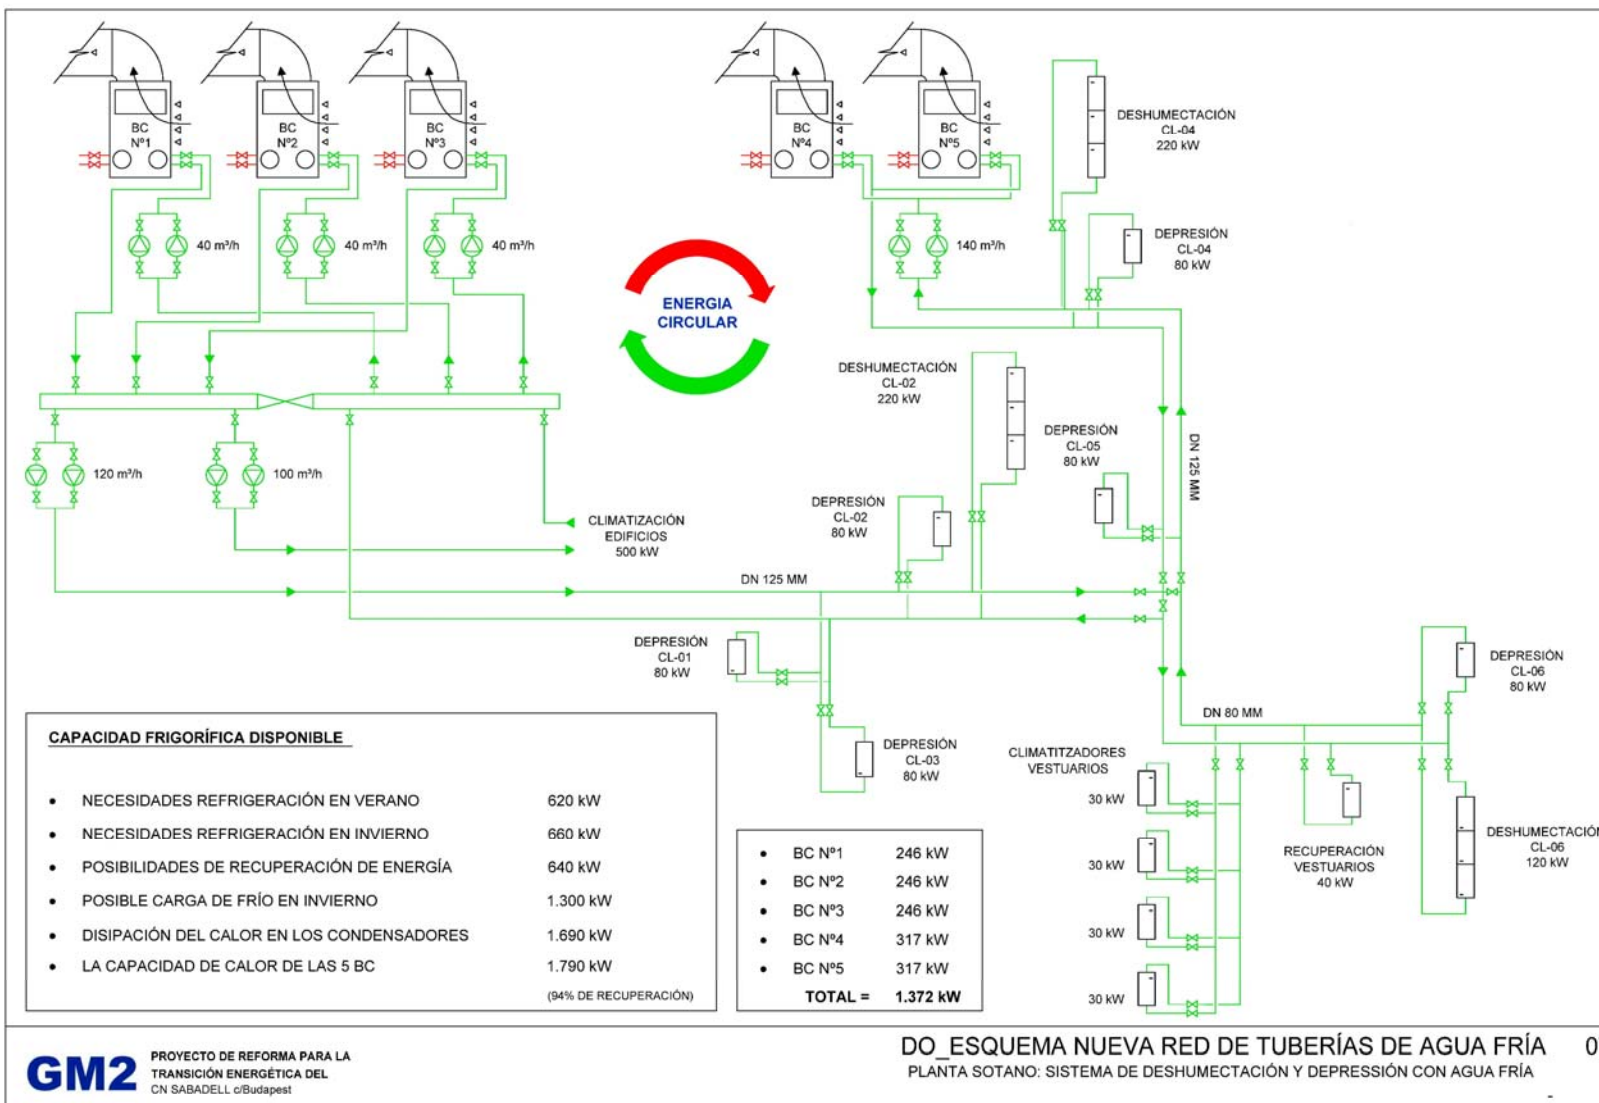 BC
Nº1
BC
Nº2
BC
Nº3
BC
Nº4
BC
Nº5
40 m³/h
40 m³/h
40 m³/h
140 m³/h
DESHUMECTACIÓN
CL-04
220 kW
DEPRESIÓN
CL-04
80 kW
ENERGIA
CIRCULAR
DESHUMECTACIÓN
CL-02
220 kW
DEPRESIÓN
CL-05
80 kW
DN 125 MM
120 m³/h
100 m³/h
CLIMATIZACIÓN
EDIFICIOS
500 kW
DEPRESIÓN
CL-02
80 kW
DN 125 MM
DEPRESIÓN
CL-01
80 kW
DEPRESIÓN
CL-03
80 kW
DEPRESIÓN
CL-06
80 kW
DN 80 MM
CLIMATITZADORES
VESTUARIOS
30 kW
30 kW
30 kW
30 kW
RECUPERACIÓN
VESTUARIOS
40 kW
DESHUMECTACIÓN
CL-06
120 kW
CAPACIDAD FRIGORÍFICA DISPONIBLE
• NECESIDADES REFRIGERACIÓN EN VERANO 620 kW
• NECESIDADES REFRIGERACIÓN EN INVIERNO 660 kW
• POSIBILIDADES DE RECUPERACIÓN DE ENERGÍA 640 kW
• POSIBLE CARGA DE FRÍO EN INVIERNO 1.300 kW
• DISIPACIÓN DEL CALOR EN LOS CONDENSADORES 1.690 kW
• LA CAPACIDAD DE CALOR DE LAS 5 BC 1.790 kW
(94% DE RECUPERACIÓN)
• BC Nº1 246 kW
• BC Nº2 246 kW
• BC Nº3 246 kW
• BC Nº4 317 kW
• BC Nº5 317 kW
TOTAL = 1.372 kW
GM2
PROYECTO DE REFORMA PARA LA
TRANSICIÓN ENERGÉTICA DEL
CN SABADELL c/Budapest
DO_ESQUEMA NUEVA RED DE TUBERÍAS DE AGUA FRÍA 0
PLANTA SOTANO: SISTEMA DE DESHUMECTACIÓN Y DEPRESSIÓN CON AGUA FRÍA
-